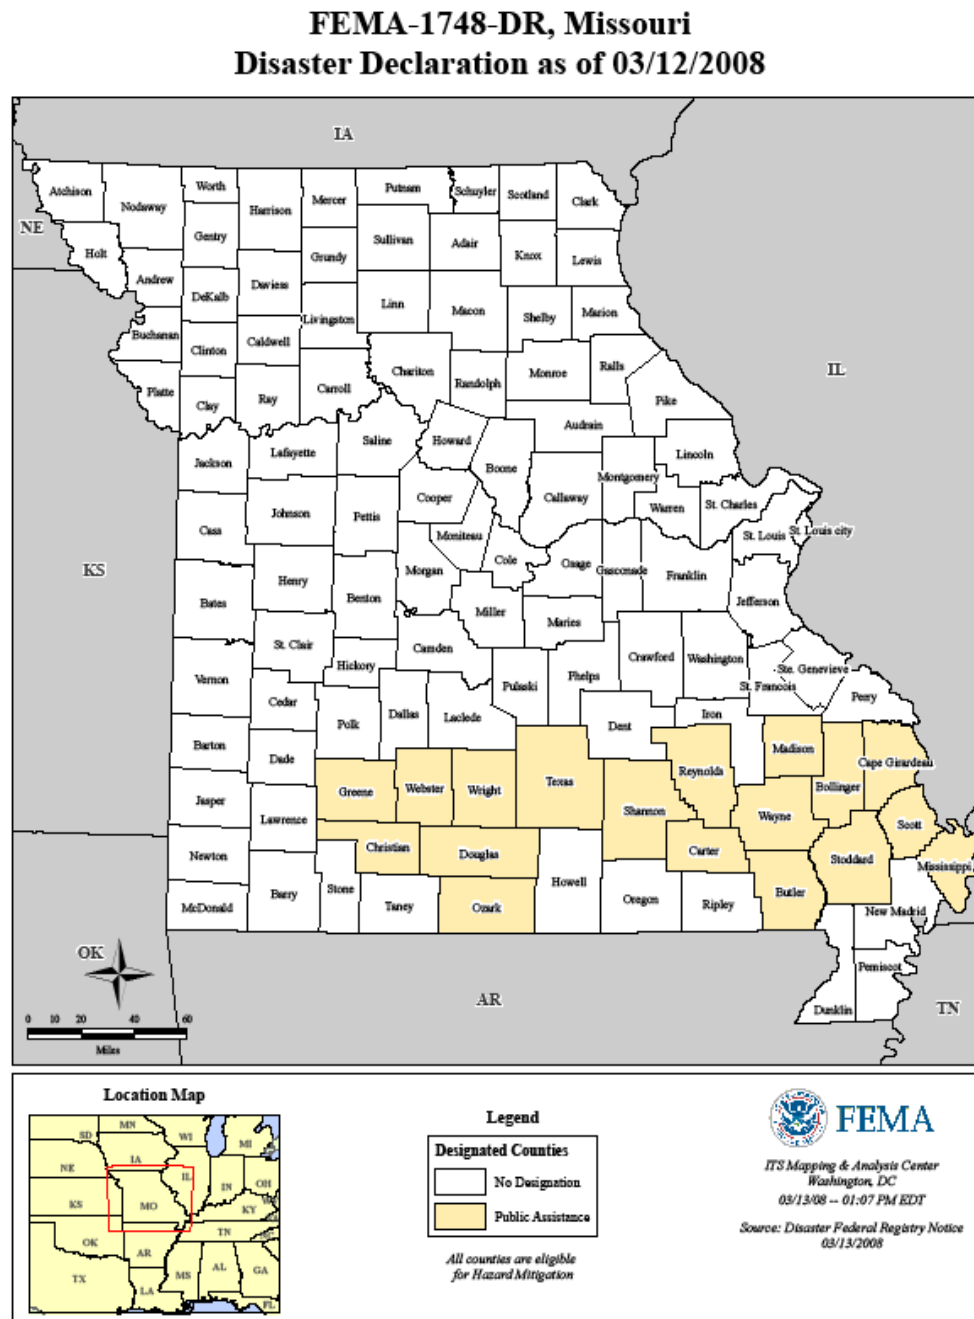 FEMA-1748-DR, Missouri
Disaster Declaration as of 03/12/2008
IA
Atchison
Nodaway
Worth
Harrison
Mercer
Putnam
Schuyler
Scotland
Clark
NE
Holt
Gentry
Sullivan
Adair
Knox
Lewis
Andrew
Grundy
DeKalb
Daviess
Linn
Macon
Shelby
Marion
Buchanan
Livingston
Clinton
Caldwell
Chariton
Randolph
Monroe
Ralls
IL
Platte
Clay
Ray
Carroll
Pike
Audrain
Howard
Saline
Lafayette
Jackson
Boone
Lincoln
Montgomery
Callaway
Cooper
Warren
St. Charles
Johnson
Pettis
Cass
Moniteau
St. Louis
St. Louis city
KS
Cole
Osage
Gasconade
Franklin
Morgan
Henry
Benton
Bates
Miller
Maries
Jefferson
St. Clair
Camden
Crawford
Washington
Hickory
Ste. Genevieve
Vernon
Pulaski
Phelps
St. Francois
Perry
Cedar
Dallas
Laclede
Polk
Dent
Iron
Barton
Dade
Madison
Cape Girardeau
Reynolds
Texas
Bollinger
Jasper
Greene
Webster
Wright
Shannon
Wayne
Lawrence
Scott
Newton
Christian
Douglas
Carter
Stoddard
Mississippi
McDonald
Barry
Stone
Taney
Ozark
Howell
Oregon
Ripley
Butler
New Madrid
OK
Pemiscot
AR
Dunklin
TN
0 10 20 40 60
Miles
Location Map
MN
SD
WI
MI
IA
NE
IL
IN
OH
KS
MO
KY
OK
TN
AR
TX
MS
AL
GA
LA
FL
Legend
Designated Counties
No Designation
Public Assistance
All counties are eligible
for Hazard Mitigation
FEMA
ITS Mapping & Analysis Center
Washington, DC
03/13/08 -- 01:07 PM EDT
Source: Disaster Federal Registry Notice
03/13/2008